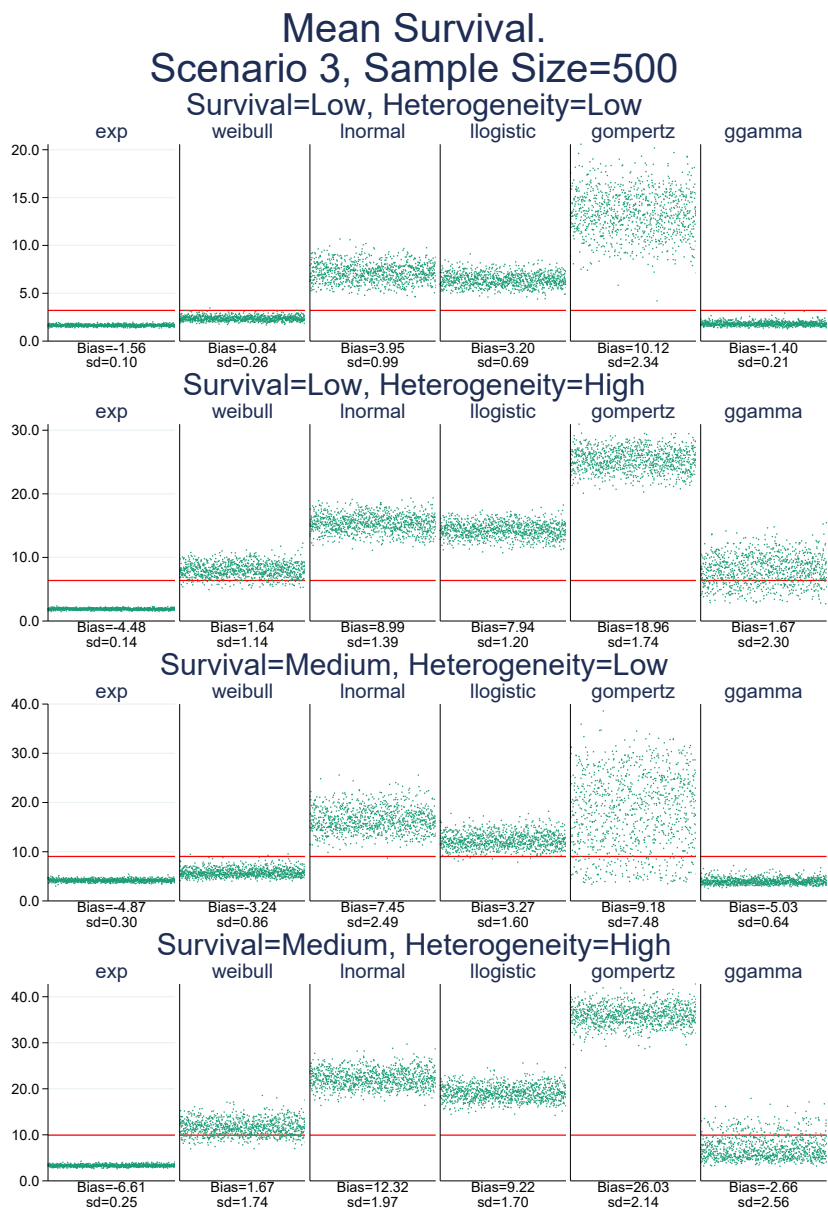 Mean Survival.
Scenario 3, Sample Size=500
Survival=Low, Heterogeneity=Low
exp weibull lnormal llogistic gompertz ggamma
20.0
15.0
10.0
5.0
0.0
Bias=-1.56 Bias=-0.84 Bias=3.95 Bias=3.20 Bias=10.12 Bias=-1.40
sd=0.10 sd=0.26 sd=0.99 sd=0.69 sd=2.34 sd=0.21
Survival=Low, Heterogeneity=High
exp weibull lnormal llogistic gompertz ggamma
30.0
20.0
10.0
0.0
Bias=-4.48 Bias=1.64 Bias=8.99 Bias=7.94 Bias=18.96 Bias=1.67
sd=0.14 sd=1.14 sd=1.39 sd=1.20 sd=1.74 sd=2.30
Survival=Medium, Heterogeneity=Low
exp weibull lnormal llogistic gompertz ggamma
40.0
30.0
20.0
10.0
0.0
Bias=-4.87 Bias=-3.24 Bias=7.45 Bias=3.27 Bias=9.18 Bias=-5.03
sd=0.30 sd=0.86 sd=2.49 sd=1.60 sd=7.48 sd=0.64
Survival=Medium, Heterogeneity=High
exp weibull lnormal llogistic gompertz ggamma
40.0
30.0
20.0
10.0
0.0
Bias=-6.61 Bias=1.67 Bias=12.32 Bias=9.22 Bias=26.03 Bias=-2.66
sd=0.25 sd=1.74 sd=1.97 sd=1.70 sd=2.14 sd=2.56